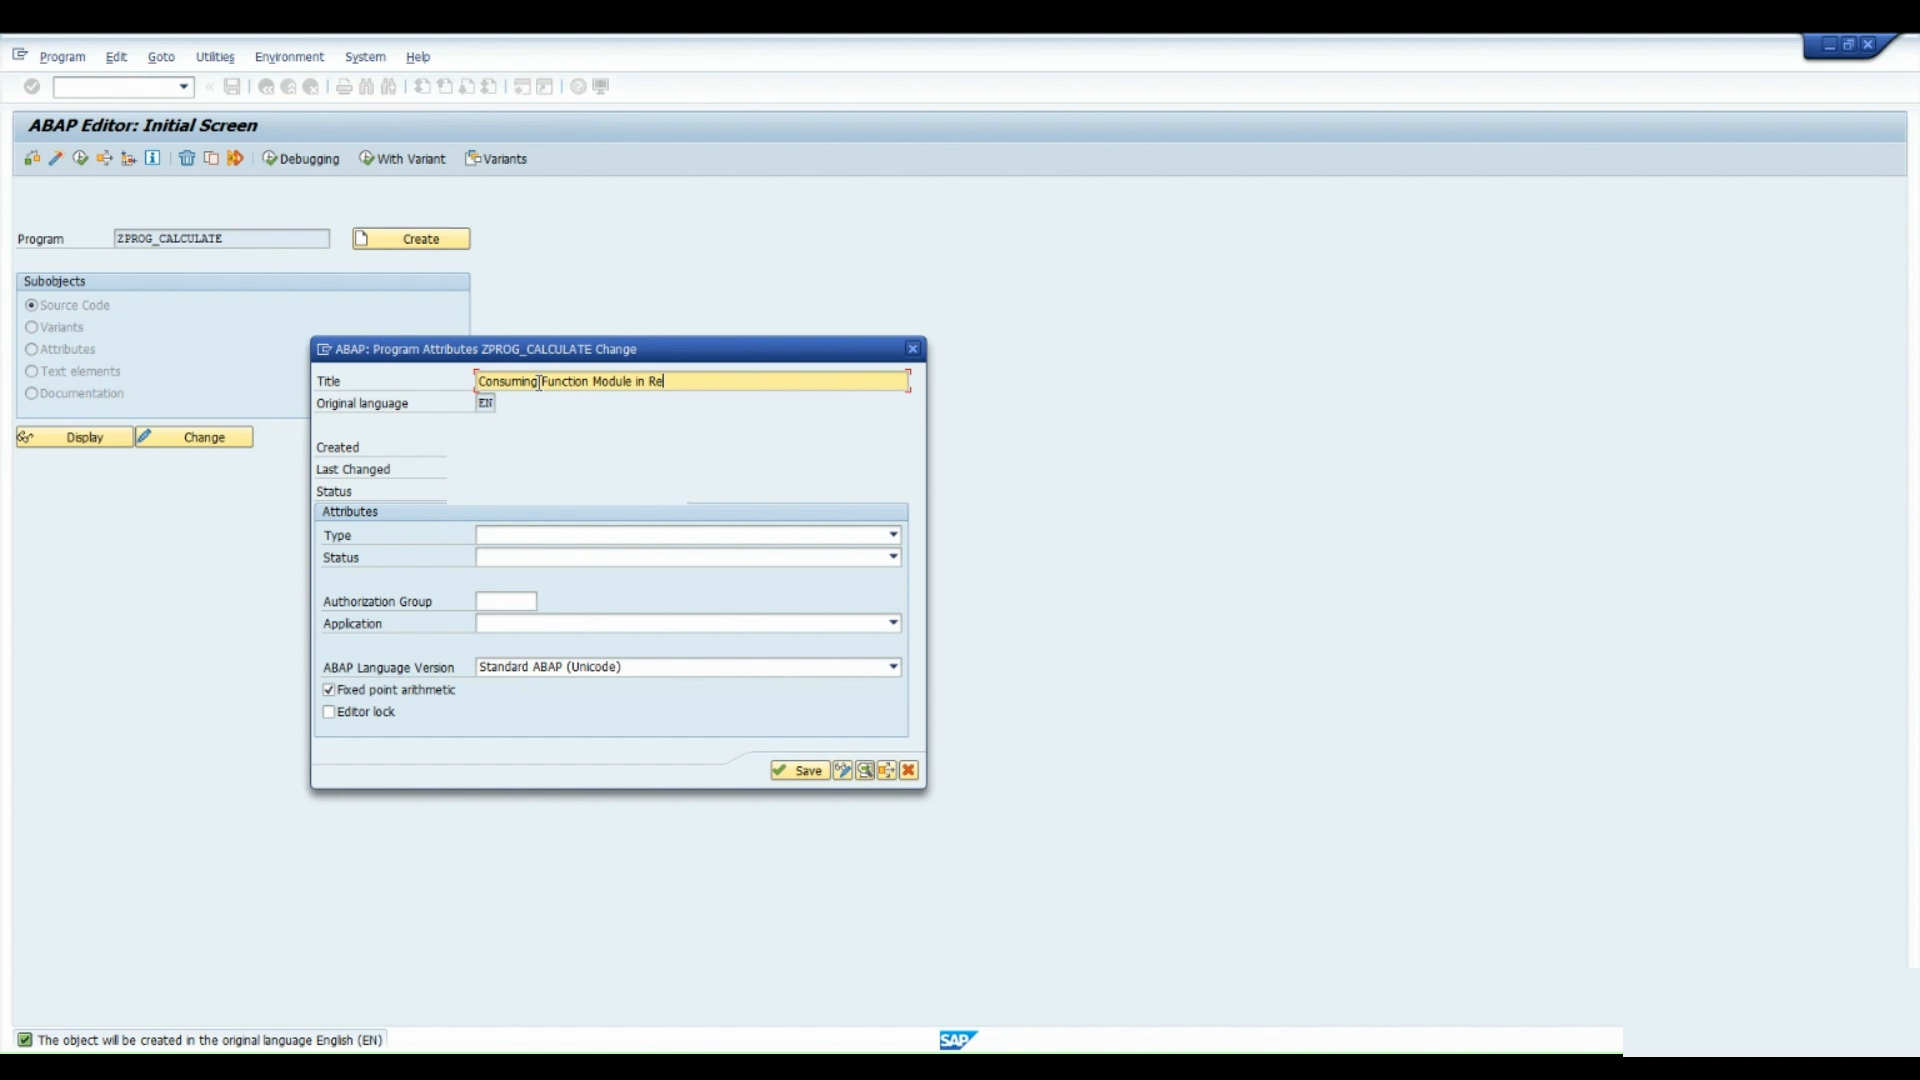 Program Edit Goto Utilities Environment System Help
ABAP Editor: Initial Screen
Debugging With Variant Variants
Program ZPROG_CALCULATE Create
Subobjects
Source Code
Variants
Attributes
Text elements
Documentation
Display Change
ABAP: Program Attributes ZPROG_CALCULATE Change
Title Consuming Function Module in Re
Original language EN
Created
Last Changed
Status
Attributes
Type
Status
Authorization Group
Application
ABAP Language Version Standard ABAP (Unicode)
Fixed point arithmetic
Editor lock
Save
The object will be created in the original language English (EN)
SAP